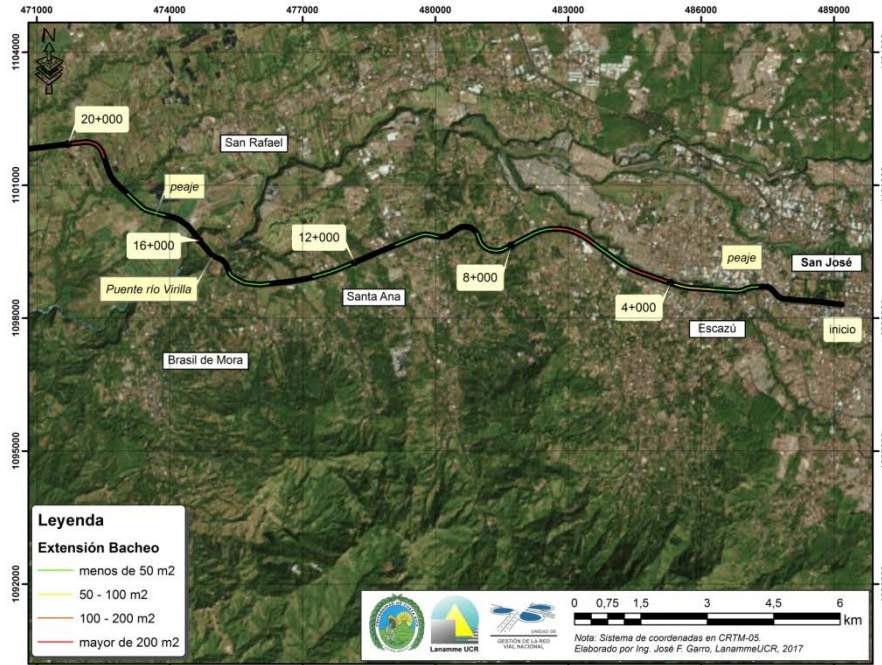 471000 474000 477000 480000 483000 486000 489000
1104000
1101000
1098000
1095000
1092000
N
20+000
San Rafael
peaje
16+000
12+000
Puente río Virilla
Santa Ana
8+000
peaje
San José
4+000
Escazú
inicio
Brasil de Mora
Leyenda
Extensión Bacheo
menos de 50 m2
50 - 100 m2
100 - 200 m2
mayor de 200 m2
Lanamme UCR
UNIDAD DE
GESTIÓN DE LA RED
VIAL NACIONAL
0 0,75 1,5 3 4,5 6
km
Nota: Sistema de coordenadas en CRTM-05.
Elaborado por Ing. José F. Garro, LanammeUCR, 2017